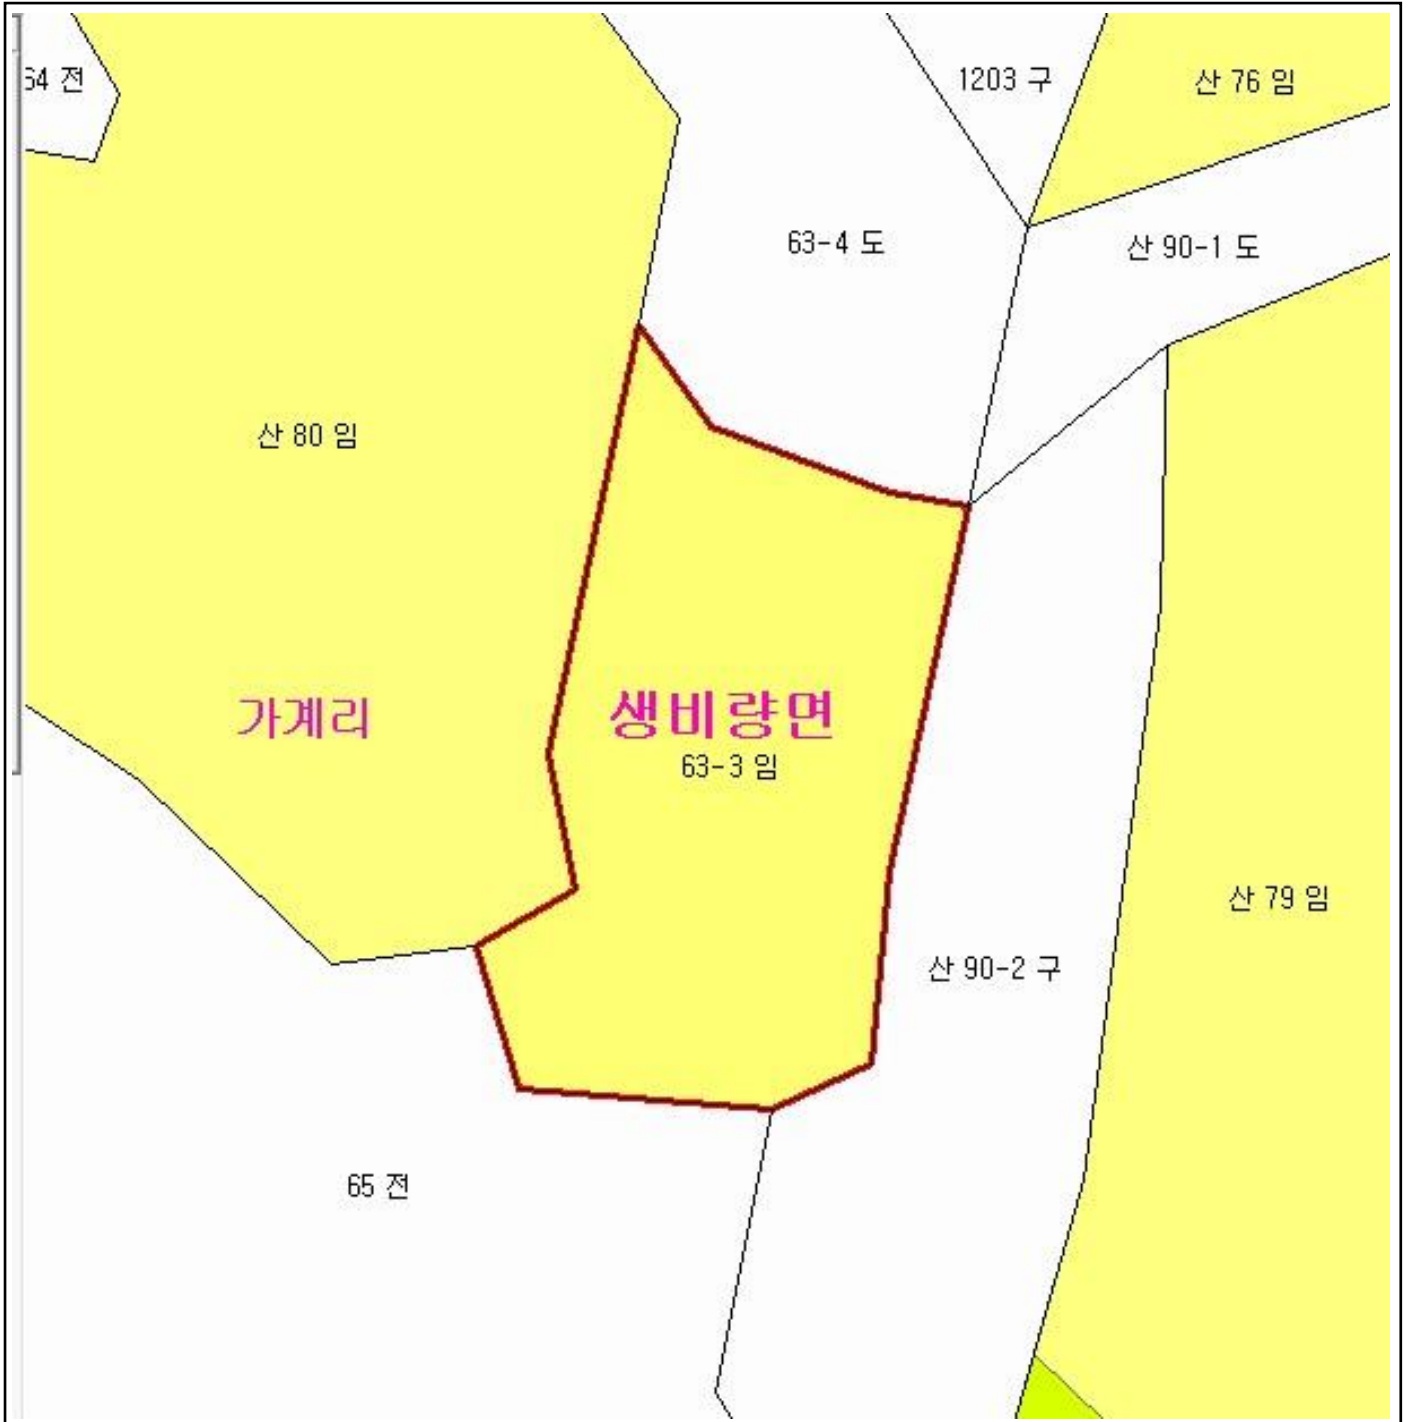 64 전
1203 구
산 76 임
63-4 도
산 90-1 도
산 80 임
가계리
생비량면
63-3 임
산 79 임
산 90-2 구
65 전